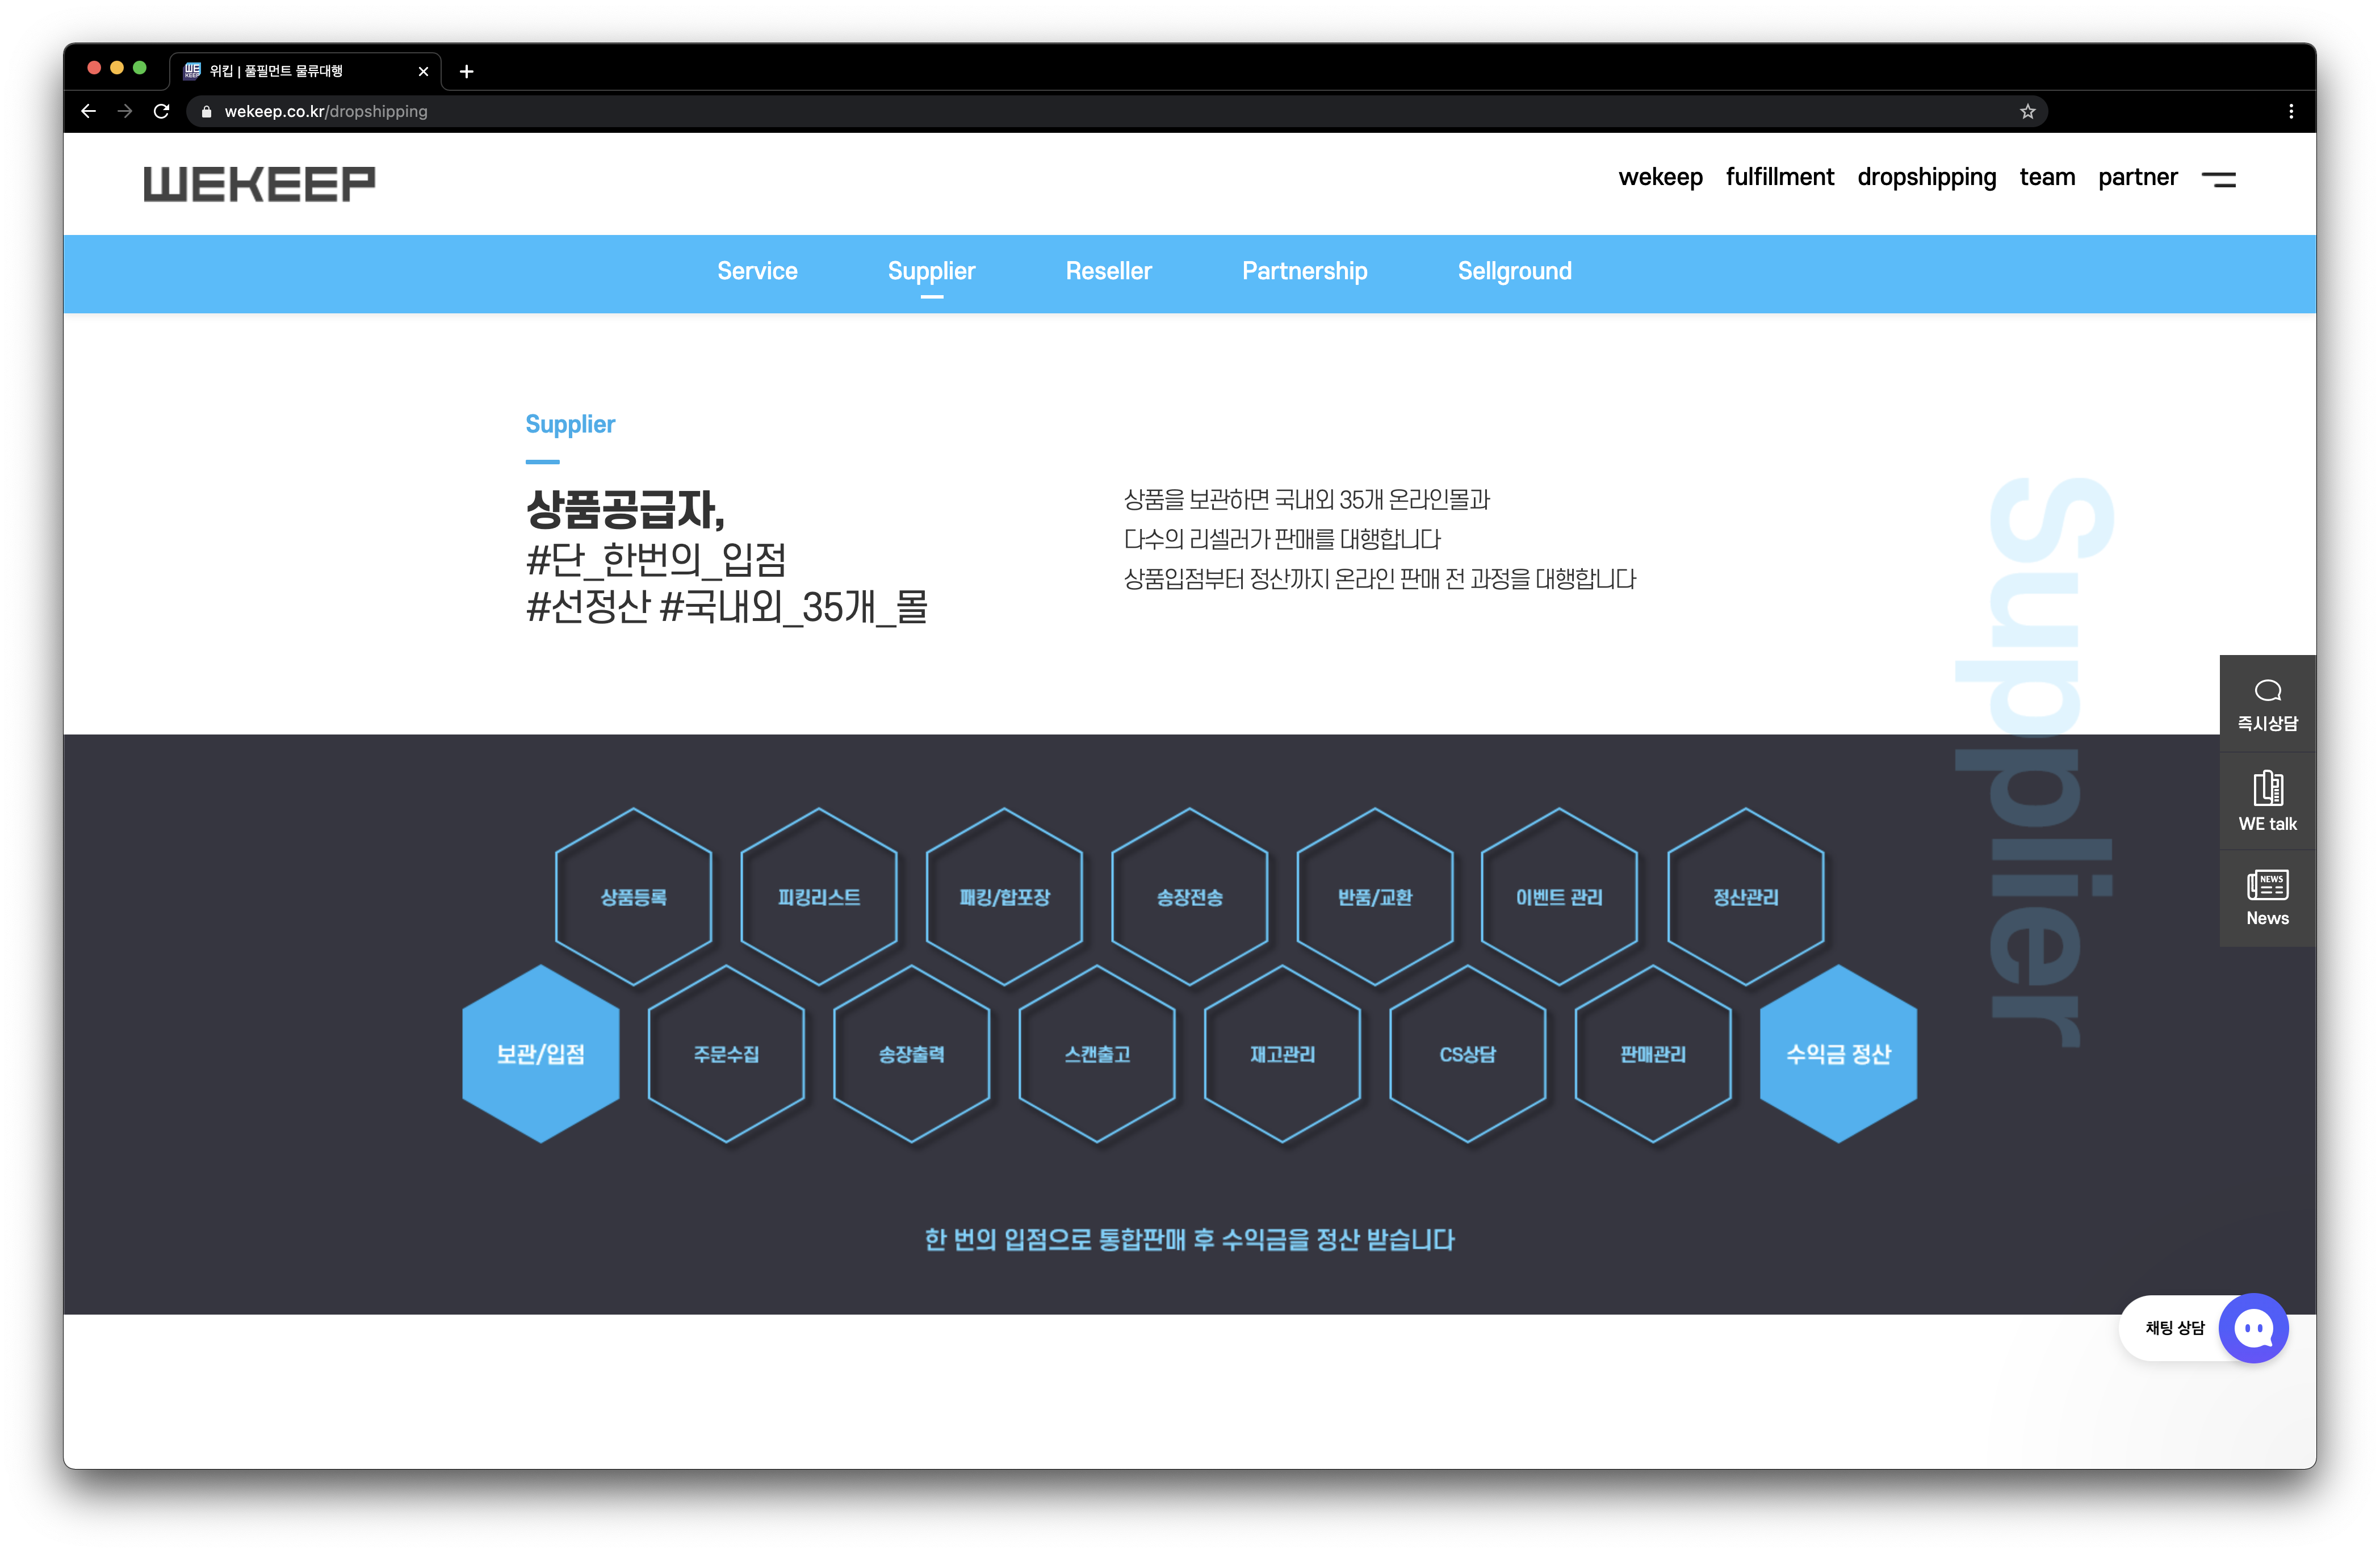 위킵 | 풀필먼트 물류대행
wekeep.co.kr/dropshipping
WEKEEP
wekeep fulfillment dropshipping team partner
Service Supplier Reseller Partnership Sellground
Supplier
상품공급자,
#단_한번의_입점
#선정산 #국내외_35개_몰
상품을 보관하면 국내외 35개 온라인몰과
다수의 리셀러가 판매를 대행합니다
상품입점부터 정산까지 온라인 판매 전 과정을 대행합니다
Supplier
즉시상담
WE talk
NEWS
News
상품등록 피킹리스트 패킹/합포장 송장전송 반품/교환 이벤트 관리 정산관리
보관/입점 주문수집 송장출력 스캔출고 재고관리 CS상담 판매관리 수익금 정산
한 번의 입점으로 통합판매 후 수익금을 정산 받습니다
채팅 상담